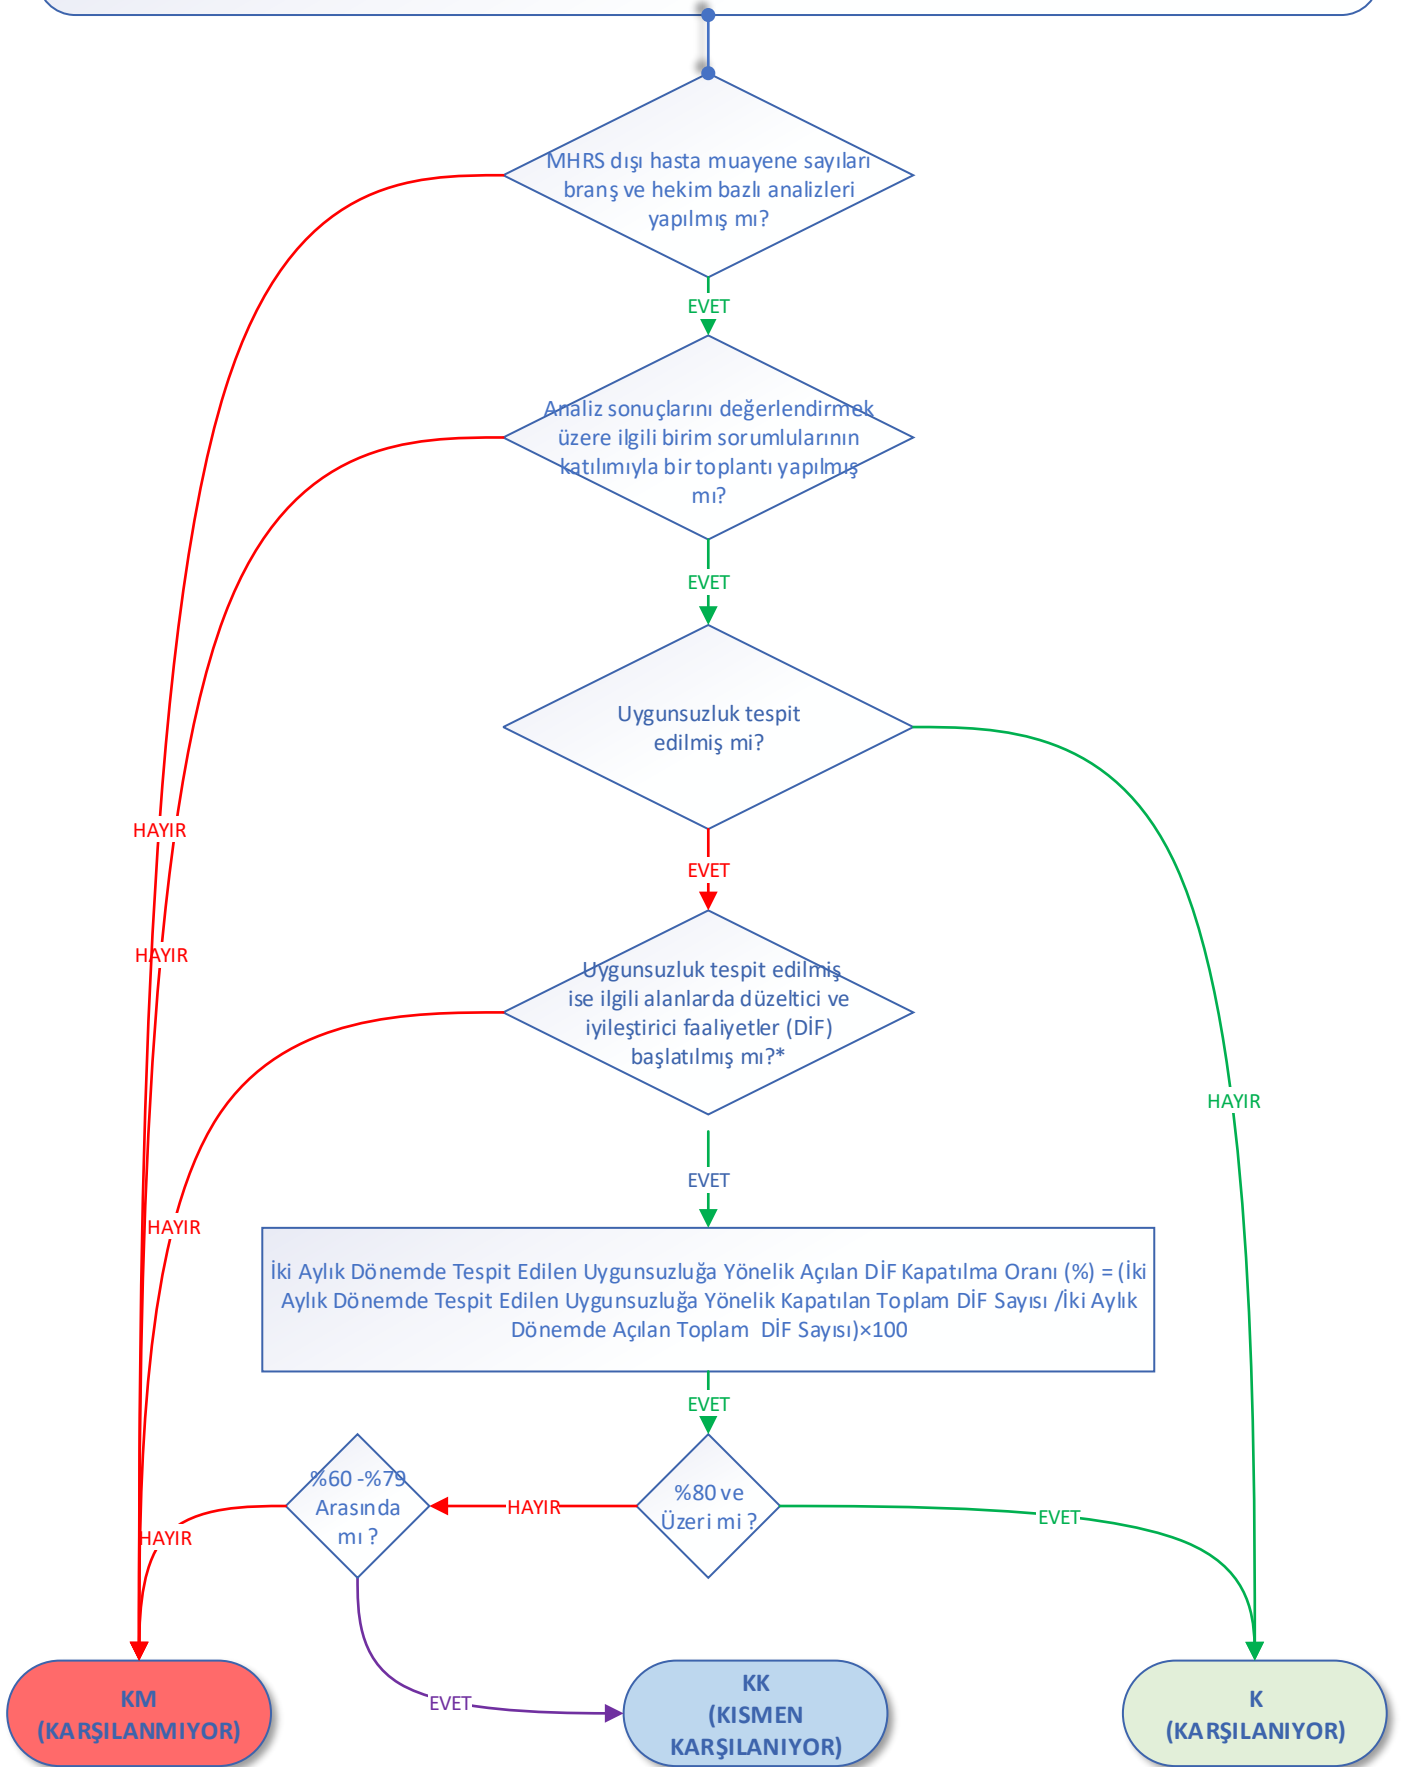 MHRS dışı hasta muayene sayıları
branş ve hekim bazlı analizleri
yapılmış mı?
EVET
Analiz sonuçlarını değerlendirmek
üzere ilgili birim sorumlularının
katılımıyla bir toplantı yapılmış
mı?
EVET
Uygunsuzluk tespit
edilmiş mi?
HAYIR
EVET
HAYIR
Uygunsuzluk tespit edilmiş
ise ilgili alanlarda düzeltici ve
iyileştirici faaliyetler (DİF)
başlatılmış mı?*
HAYIR
EVET
HAYIR
İki Aylık Dönemde Tespit Edilen Uygunsuzluğa Yönelik Açılan DİF Kapatılma Oranı (%) = (İki
Aylık Dönemde Tespit Edilen Uygunsuzluğa Yönelik Kapatılan Toplam DİF Sayısı /İki Aylık
Dönemde Açılan Toplam DİF Sayısı)×100
EVET
%60 -%79
Arasında
mı ?
HAYIR
%80 ve
Üzeri mi ?
EVET
HAYIR
EVET
KM
(KARŞILANMIYOR)
KK
(KISMEN
KARŞILANIYOR)
K
(KARŞILANIYOR)